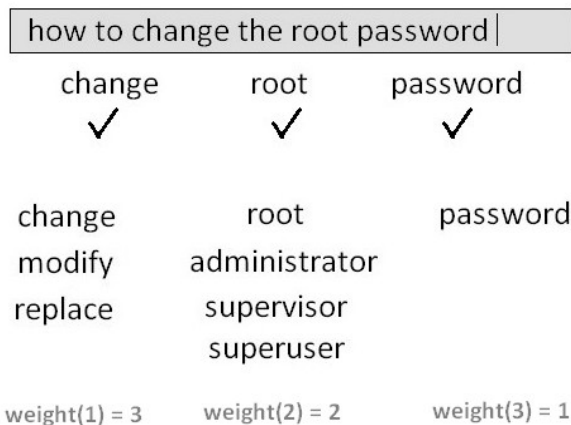 how to change the root password
change root password
change root password
modify administrator
replace supervisor
superuser
weight(1) = 3 weight(2) = 2 weight(3) = 1